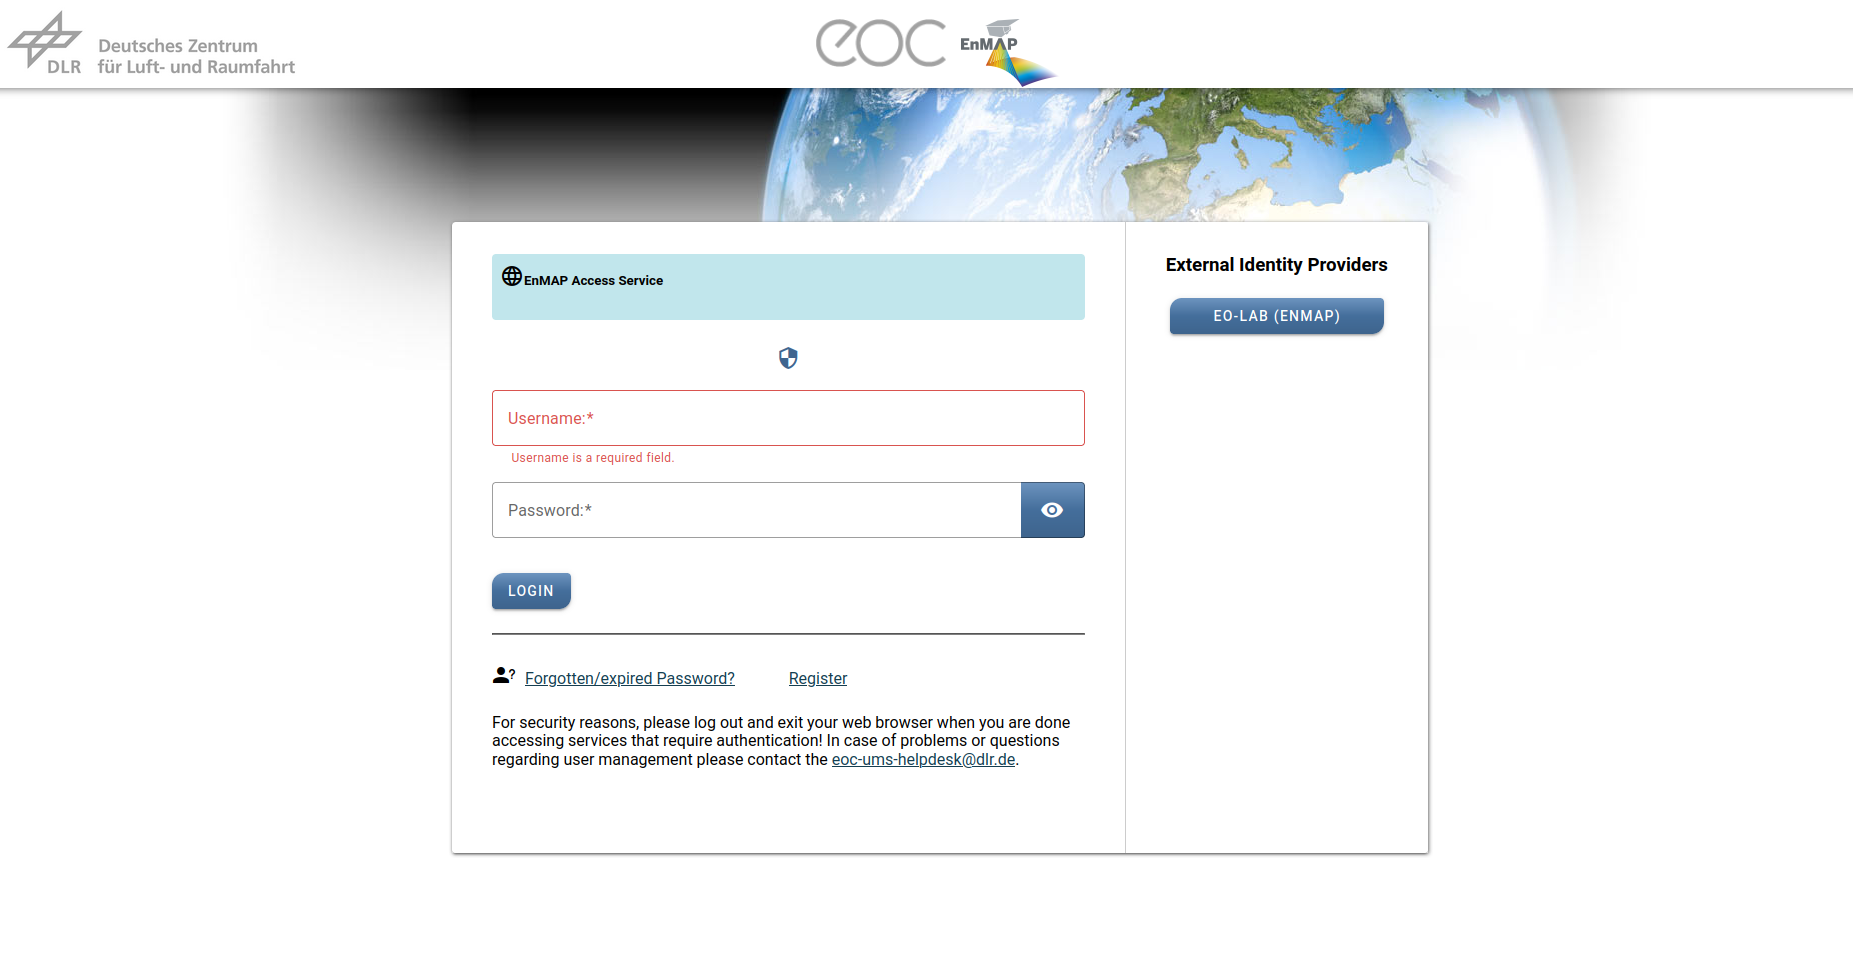 Deutsches Zentrum
DLR für Luft- und Raumfahrt
eoc
EnMAP
EnMAP Access Service
Username:*
Username is a required field.
Password:*
LOGIN
Forgotten/expired Password? Register
For security reasons, please log out and exit your web browser when you are done
accessing services that require authentication! In case of problems or questions
regarding user management please contact the eoc-ums-helpdesk@dlr.de.
External Identity Providers
EO-LAB (ENMAP)